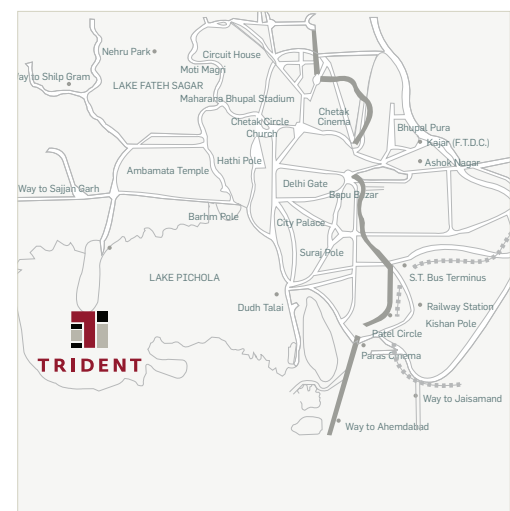 Nehru Park
Circuit House
Moti Magri
ay to Shilp Gram
LAKE FATEH SAGAR
Maharana Bhupal Stadium
Chetak Circle
Church
Chetak
Cinema
Bhupal Pura
Kajar (F.T.D.C.)
Ashok Nagar
Hathi Pole
Ambamata Temple
Delhi Gate
Bapu Bazar
Way to Sajjan Garh
Barhm Pole
City Palace
Suraj Pole
LAKE PICHOLA
S.T. Bus Terminus
Dudh Talai
Railway Station
Kishan Pole
Patel Circle
Paras Cinema
TRIDENT
Way to Jaisamand
Way to Ahemdabad